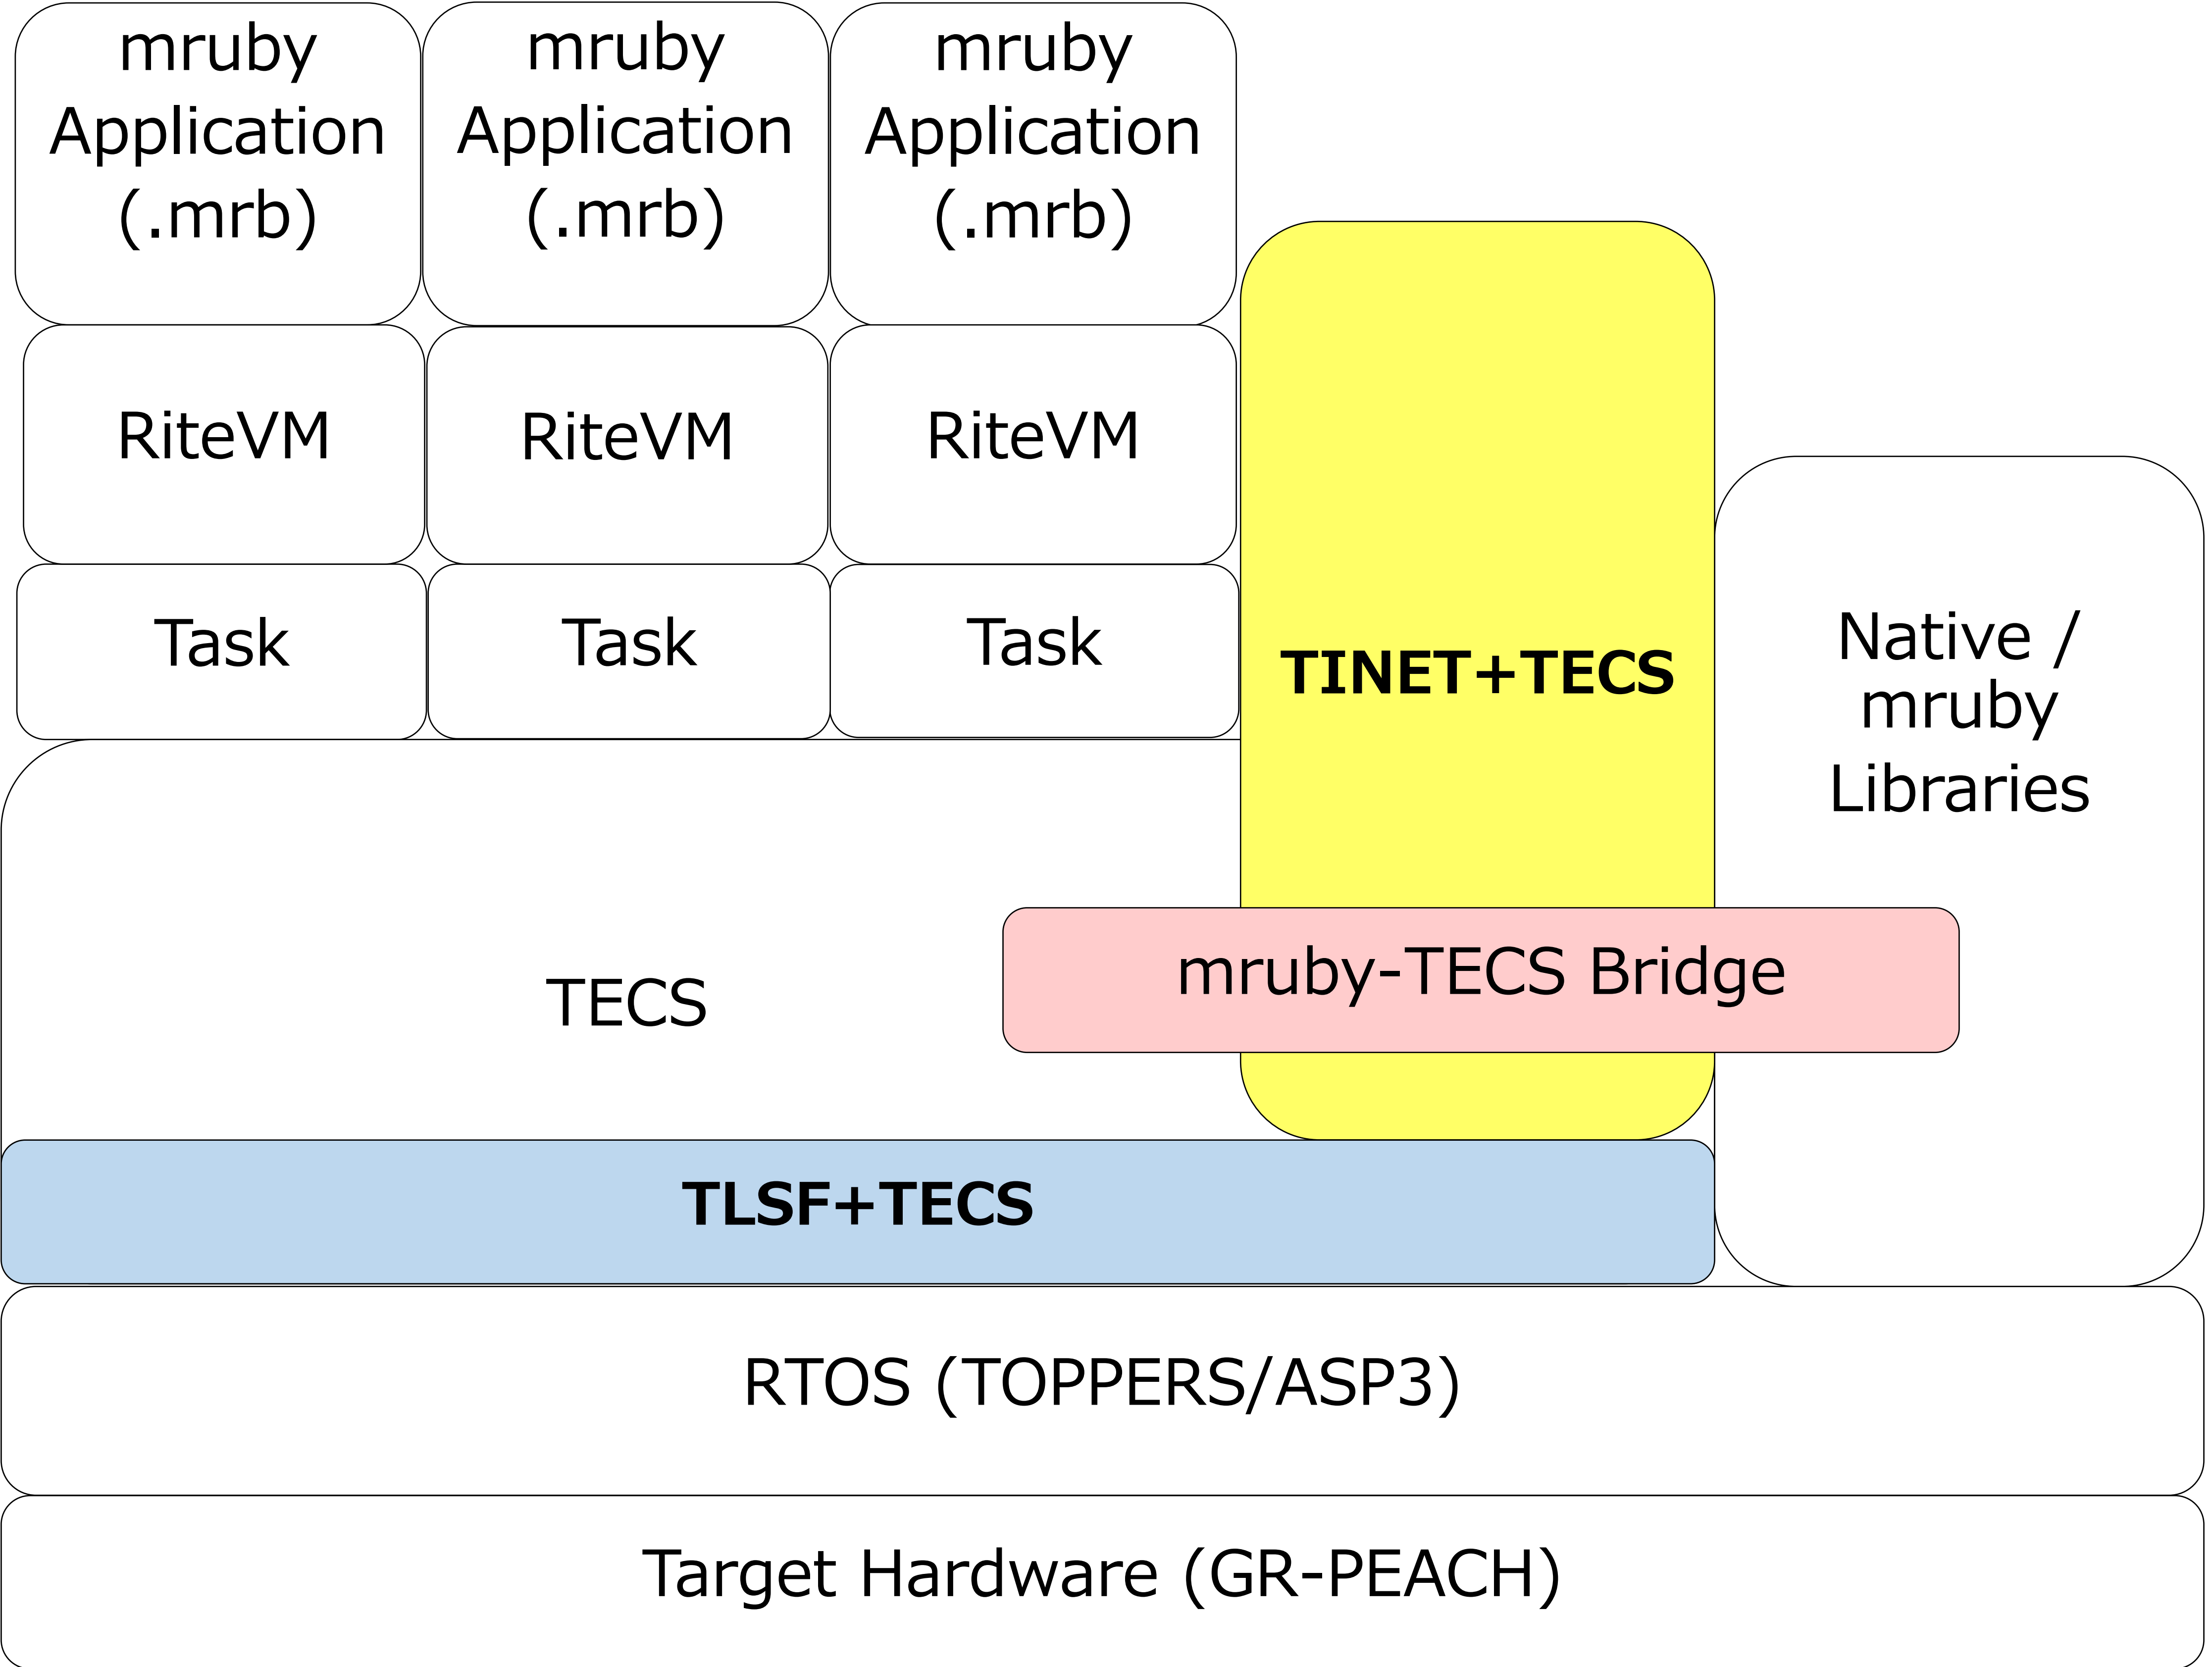 mruby
Application
(.mrb)
mruby
Application
(.mrb)
mruby
Application
(.mrb)
RiteVM
RiteVM
RiteVM
Task
Task
Task
TINET+TECS
Native /
mruby
Libraries
TECS
mruby-TECS Bridge
TLSF+TECS
RTOS (TOPPERS/ASP3)
Target Hardware (GR-PEACH)